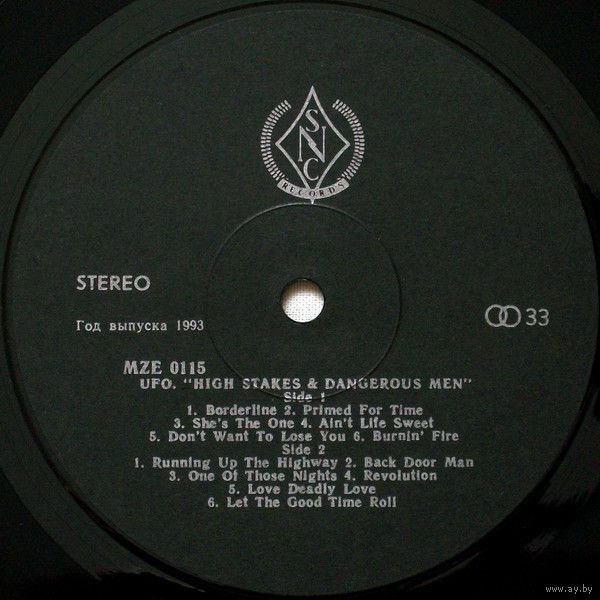 SNC
RECORDS
STEREO
33
Год выпуска 1993
MZE 0115
UFO. "HIGH STAKES & DANGEROUS MEN"
Side 1
1. Borderline 2. Primed For Time
3. She's The One 4. Ain't Life Sweet
5. Don't Want To Lose You 6. Burnin' Fire
Side 2
1. Running Up The Highway 2. Back Door Man
3. One Of Those Nights 4. Revolution
5. Love Deadly Love
6. Let The Good Time Roll
www.ay.by